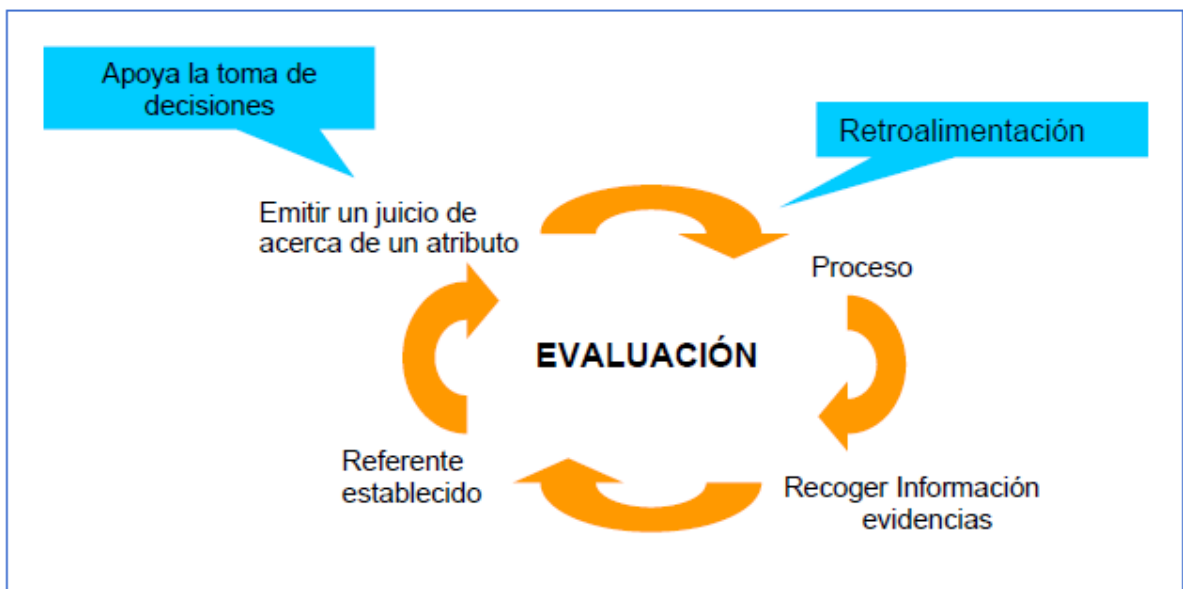 Apoya la toma de
decisiones
Retroalimentación
Emitir un juicio de
acerca de un atributo
Proceso
EVALUACIÓN
Referente
establecido
Recoger Información
evidencias